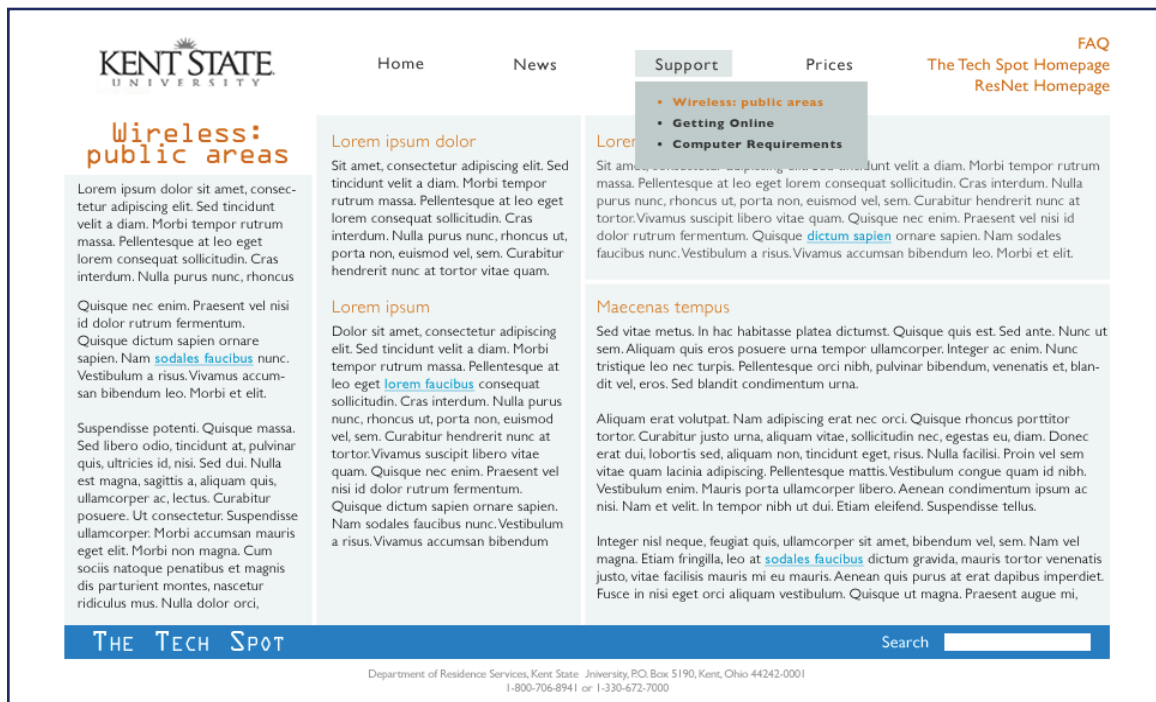 KENT STATE
UNIVERSITY
Home
News
Support
Prices
FAQ
The Tech Spot Homepage
ResNet Homepage
• Wireless: public areas
• Getting Online
• Computer Requirements
Wireless:
public areas
Lorem ipsum dolor sit amet, consec-
tetur adipiscing elit. Sed tincidunt
velit a diam. Morbi tempor rutrum
massa. Pellentesque at leo eget
lorem consequat sollicitudin. Cras
interdum. Nulla purus nunc, rhoncus
Quisque nec enim. Praesent vel nisi
id dolor rutrum fermentum.
Quisque dictum sapien ornare
sapien. Nam sodales faucibus nunc.
Vestibulum a risus. Vivamus accum-
san bibendum leo. Morbi et elit.
Suspendisse potenti. Quisque massa.
Sed libero odio, tincidunt at, pulvinar
quis, ultricies id, nisi. Sed dui. Nulla
est magna, sagittis a, aliquam quis,
ullamcorper ac, lectus. Curabitur
posuere. Ut consectetur. Suspendisse
ullamcorper. Morbi accumsan mauris
eget elit. Morbi non magna. Cum
sociis natoque penatibus et magnis
dis parturient montes, nascetur
ridiculus mus. Nulla dolor orci,
Lorem ipsum dolor
Sit amet, consectetur adipiscing elit. Sed
tincidunt velit a diam. Morbi tempor
rutrum massa. Pellentesque at leo eget
lorem consequat sollicitudin. Cras
interdum. Nulla purus nunc, rhoncus ut,
porta non, euismod vel, sem. Curabitur
hendrerit nunc at tortor vitae quam.
Lorem ipsum
Dolor sit amet, consectetur adipiscing
elit. Sed tincidunt velit a diam. Morbi
tempor rutrum massa. Pellentesque at
leo eget lorem faucibus consequat
sollicitudin. Cras interdum. Nulla purus
nunc, rhoncus ut, porta non, euismod
vel, sem. Curabitur hendrerit nunc at
tortor. Vivamus suscipit libero vitae
quam. Quisque nec enim. Praesent vel
nisi id dolor rutrum fermentum.
Quisque dictum sapien ornare sapien.
Nam sodales faucibus nunc. Vestibulum
a risus. Vivamus accumsan bibendum
Sit velit a diam. Morbi tempor rutrum
massa. Pellentesque at leo eget lorem consequat sollicitudin. Cras interdum. Nulla
purus nunc, rhoncus ut, porta non, euismod vel, sem. Curabitur hendrerit nunc at
tortor. Vivamus suscipit libero vitae quam. Quisque nec enim. Praesent vel nisi id
dolor rutrum fermentum. Quisque dictum sapien ornare sapien. Nam sodales
faucibus nunc. Vestibulum a risus. Vivamus accumsan bibendum leo. Morbi et elit.
Maecenas tempus
Sed vitae metus. In hac habitasse platea dictumst. Quisque quis est. Sed ante. Nunc ut
sem. Aliquam quis eros posuere urna tempor ullamcorper. Integer ac enim. Nunc
tristique leo nec turpis. Pellentesque orci nibh, pulvinar bibendum, venenatis et, blan-
dit vel, eros. Sed blandit condimentum urna.
Aliquam erat volutpat. Nam adipiscing erat nec orci. Quisque rhoncus porttitor
tortor. Curabitur justo urna, aliquam vitae, sollicitudin nec, egestas eu, diam. Donec
erat dui, lobortis sed, aliquam non, tincidunt eget, risus. Nulla facilisi. Proin vel sem
vitae quam lacinia adipiscing. Pellentesque mattis. Vestibulum congue quam id nibh.
Vestibulum enim. Mauris porta ullamcorper libero. Aenean condimentum ipsum ac
nisi. Nam et velit. In tempor nibh ut dui. Etiam eleifend. Suspendisse tellus.
Integer nisl neque, feugiat quis, ullamcorper sit amet, bibendum vel, sem. Nam vel
magna. Etiam fringilla, leo at sodales faucibus dictum gravida, mauris tortor venenatis
justo, vitae facilisis mauris mi eu mauris. Aenean quis purus at erat dapibus imperdiet.
Fusce in nisi eget orci aliquam vestibulum. Quisque ut magna. Praesent augue mi,
THE TECH SPOT
Search
Department of Residence Services, Kent State Jniversity, P.O. Box 5190, Kent, Ohio 44242-0001
1-800-706-8941 or 1-330-672-7000